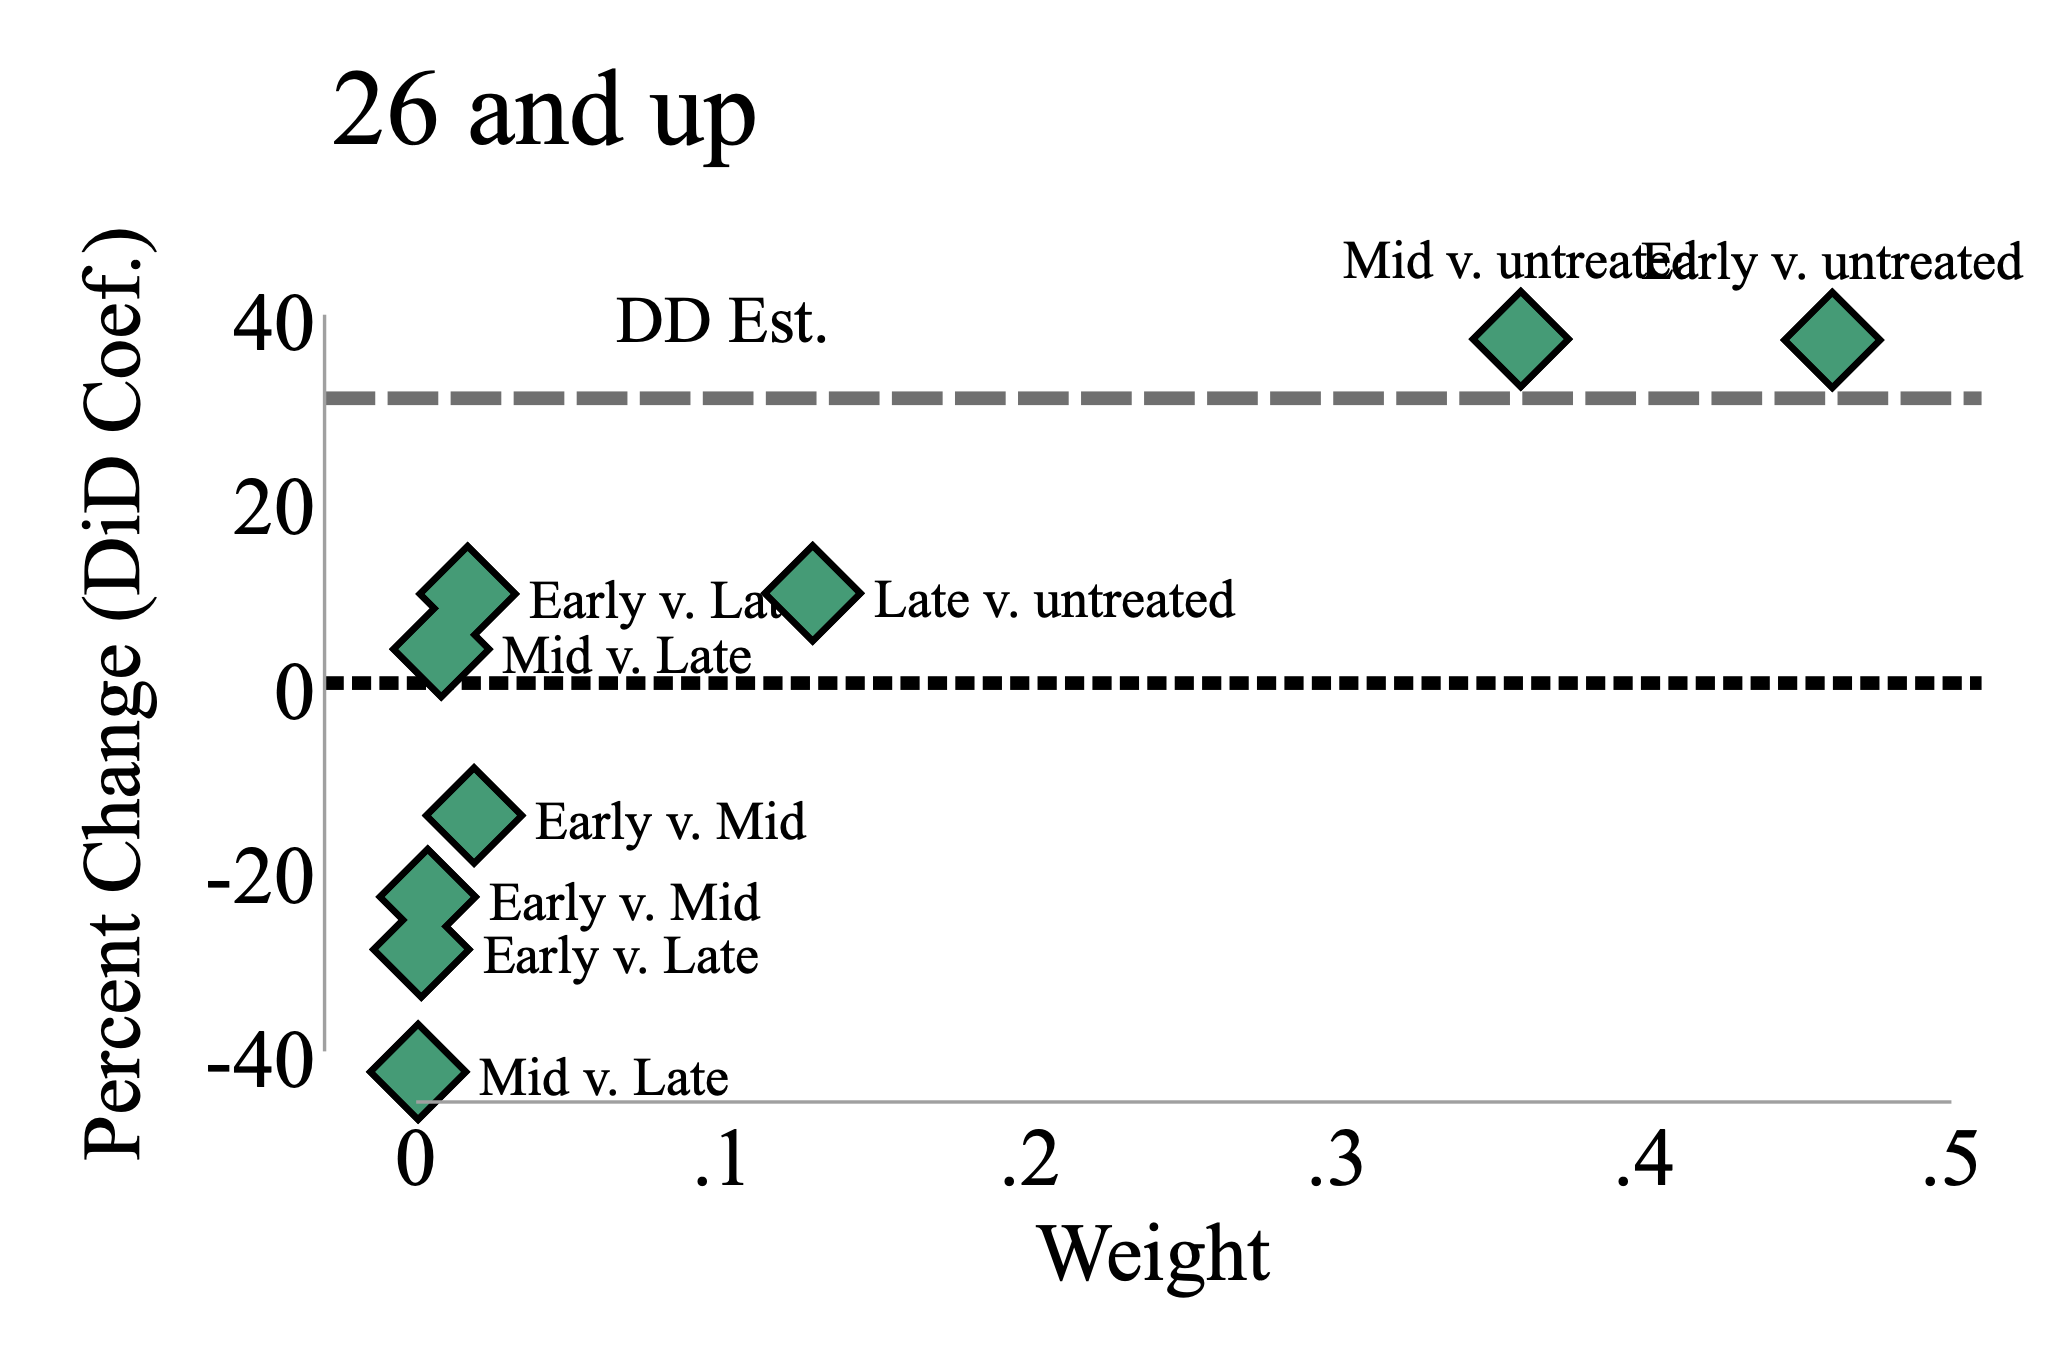 26 and up
Percent Change (DiD Coef.)
40
20
0
-20
-40
DD Est.
Mid v. untreated
Early v. untreated
Early v. Late
Late v. untreated
Mid v. Late
Early v. Mid
Early v. Mid
Early v. Late
Mid v. Late
0 .1 .2 .3 .4 .5
Weight